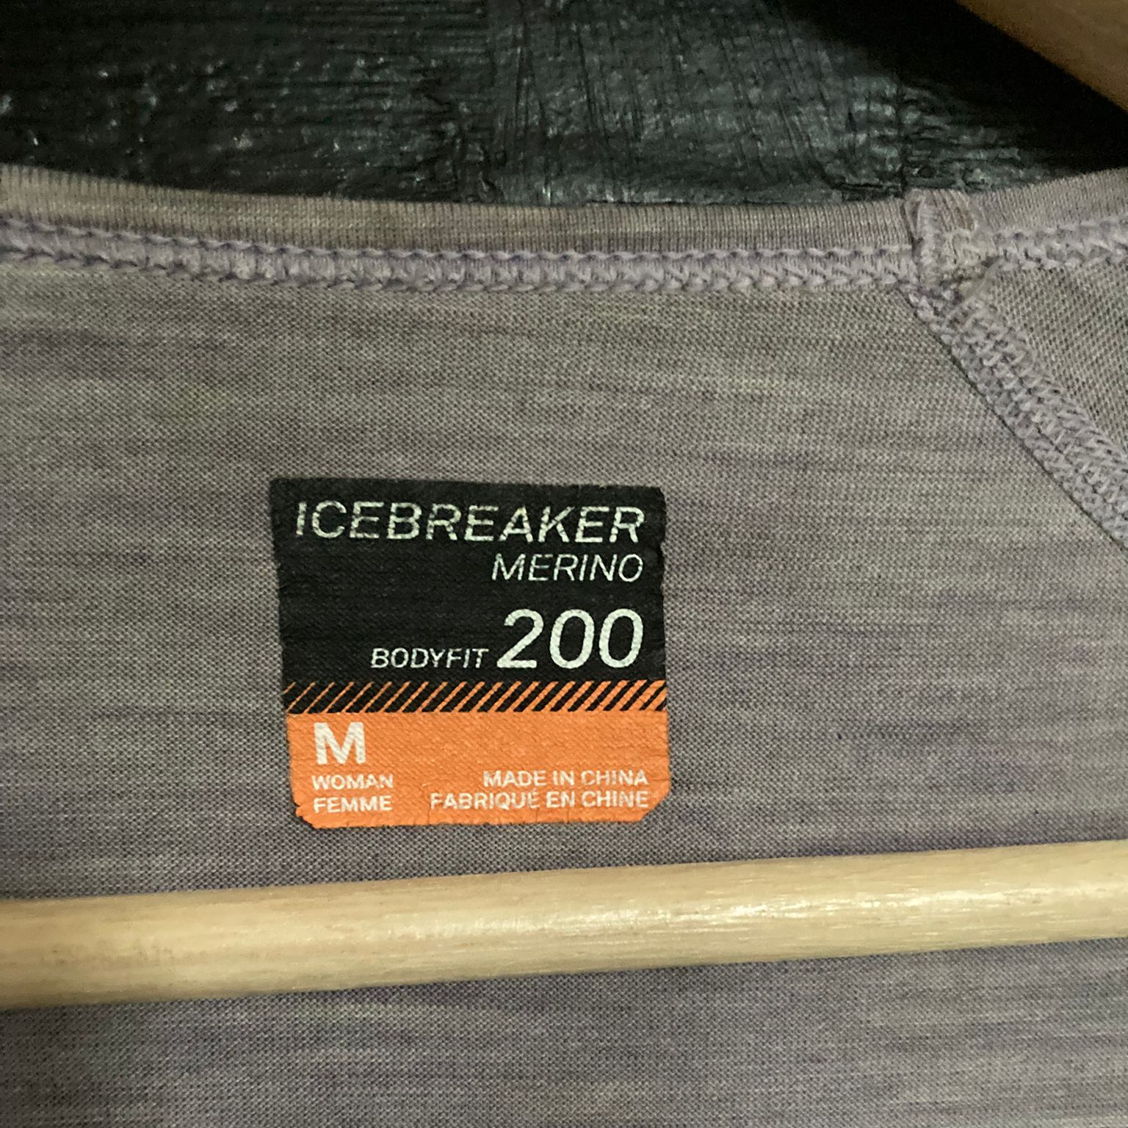 ICEBREAKER
MERINO
BODYFIT 200
M
WOMAN
FEMME
MADE IN CHINA
FABRIQUÉ EN CHINE